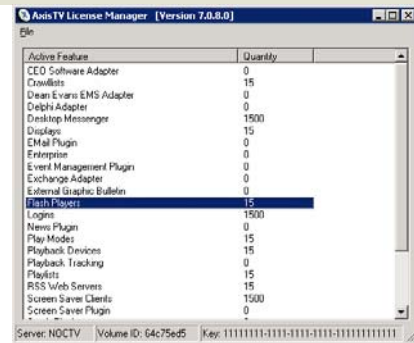 AxisTV License Manager [Version 7.0.8.0]
File
Active Feature Quantity
CEO Software Adapter 0
Crawllists 15
Dean Evans EMS Adapter 0
Delphi Adapter 0
Desktop Messenger 1500
Displays 15
EMail Plugin 0
Enterprise 0
Event Management Plugin 0
Exchange Adapter 0
External Graphic Bulletin 0
Flash Players 15
Logins 1500
News Plugin 0
Play Modes 15
Playback Devices 15
Playback Tracking 0
Playlists 15
RSS Web Servers 15
Screen Saver Clients 1500
Screen Saver Plugin 0
Server: NOCTV Volume ID: 64c75ed5 Key: 11111111-1111-1111-1111-111111111111